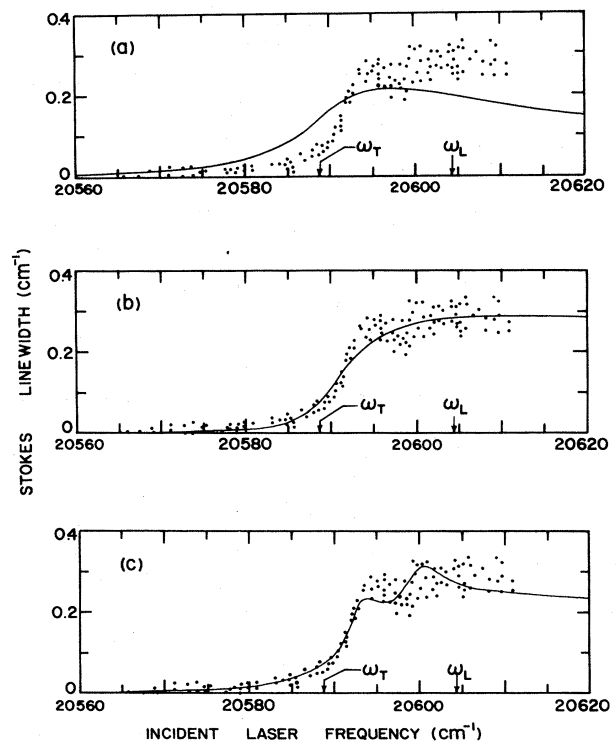 0.4
(a)
0.2
ω_T
ω_L
0
20560
20580
20600
20620
STOKES LINEWIDTH (cm⁻¹)
0.4
(b)
0.2
ω_T
ω_L
0
20560
20580
20600
20620
0.4
(c)
0.2
ω_T
ω_L
0
20560
20580
20600
20620
INCIDENT LASER FREQUENCY (cm⁻¹)